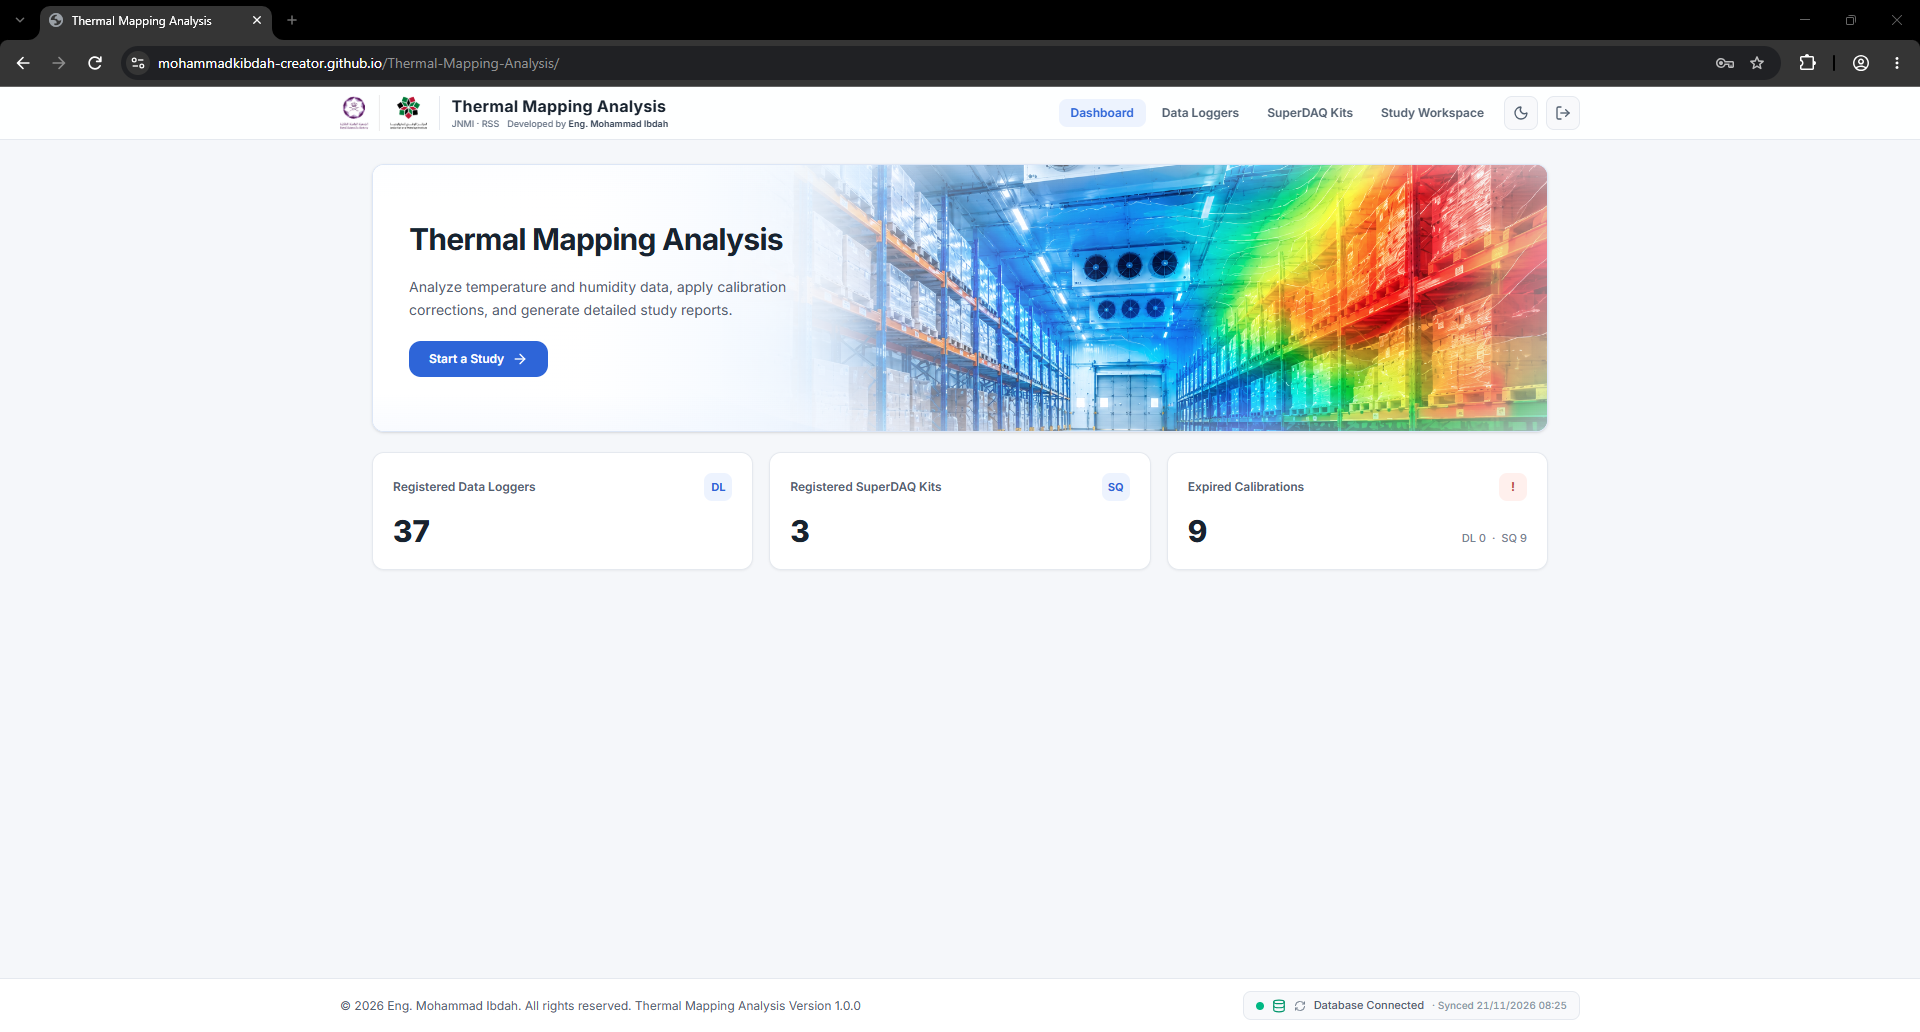 Thermal Mapping Analysis
mohammadkibdah-creator.github.io/Thermal-Mapping-Analysis/
Thermal Mapping Analysis
JNMI · RSS Developed by Eng. Mohammad Ibdah
Dashboard
Data Loggers
SuperDAQ Kits
Study Workspace
Thermal Mapping Analysis
Analyze temperature and humidity data, apply calibration
corrections, and generate detailed study reports.
Start a Study →
Registered Data Loggers
DL
37
Registered SuperDAQ Kits
SQ
3
Expired Calibrations
!
9
DL 0 · SQ 9
© 2026 Eng. Mohammad Ibdah. All rights reserved. Thermal Mapping Analysis Version 1.0.0
Database Connected · Synced 21/11/2026 08:25